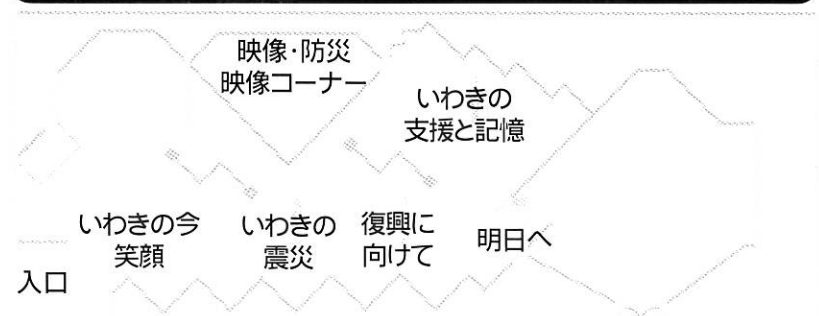 映像・防災
映像コーナー
いわきの
支援と記憶
いわきの今
笑顔
いわきの
震災
復興に
向けて
明日へ
入口